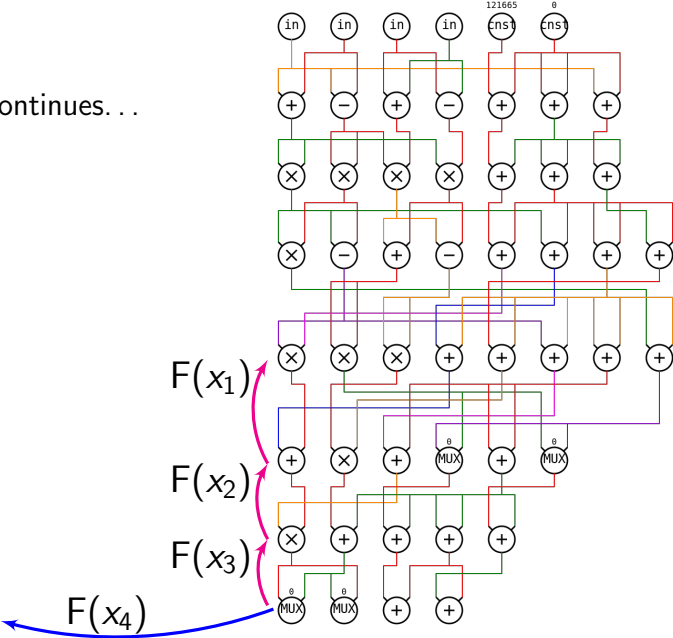 121665 0
in in in in cnst cnst
ontinues...
+ − + − + + +
× × × × + + +
× − + − + + + +
× × × + + + + +
F(x₁)
0 0
+ × + MUX + MUX
F(x₂)
× + + + +
F(x₃)
0 0
MUX MUX + +
F(x₄)